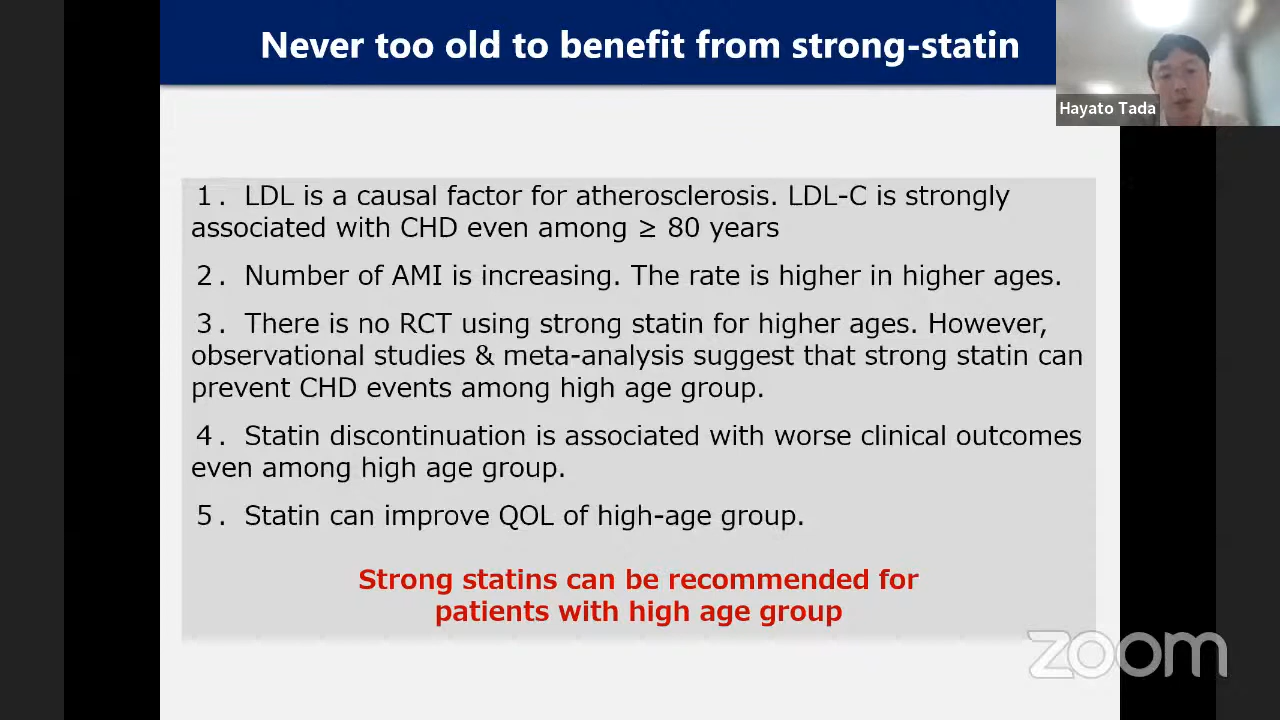 Never too old to benefit from strong-statin
Hayato Tada
１. LDL is a causal factor for atherosclerosis. LDL-C is strongly
associated with CHD even among ≥ 80 years
２. Number of AMI is increasing. The rate is higher in higher ages.
３. There is no RCT using strong statin for higher ages. However,
observational studies & meta-analysis suggest that strong statin can
prevent CHD events among high age group.
４. Statin discontinuation is associated with worse clinical outcomes
even among high age group.
５. Statin can improve QOL of high-age group.
Strong statins can be recommended for
patients with high age group
zoom